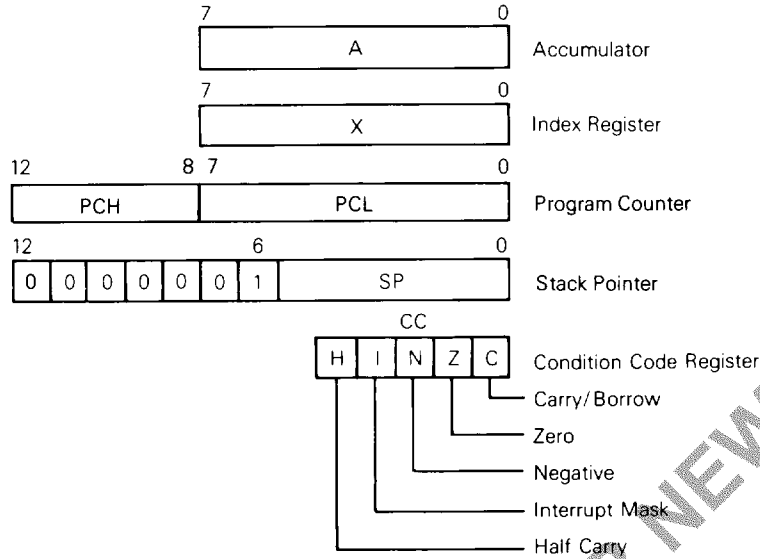 7 0
A Accumulator
7 0
X Index Register
12 8 7 0
PCH PCL Program Counter
12 6 0
0 0 0 0 0 0 1 SP Stack Pointer
CC
H I N Z C Condition Code Register
Carry/Borrow
Zero
Negative
Interrupt Mask
Half Carry
NEW